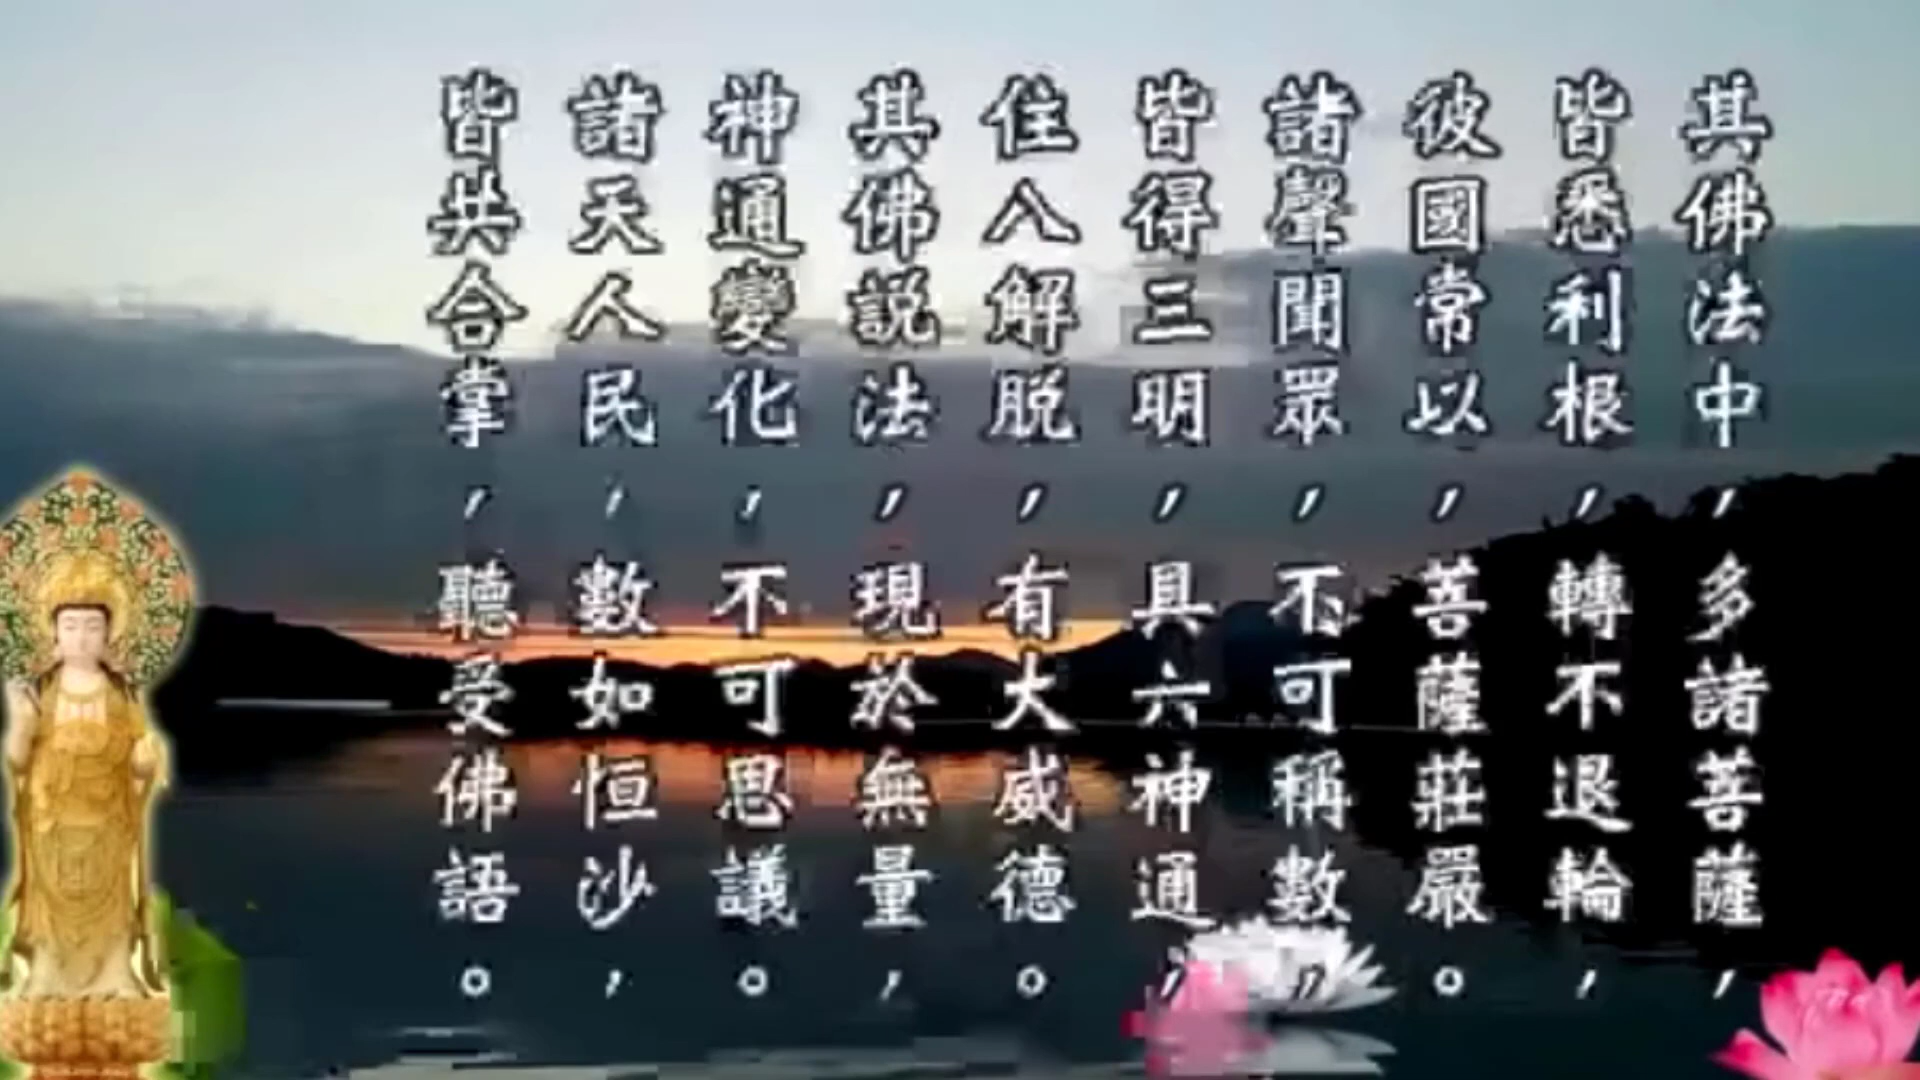 其佛法中，多諸菩薩，
皆悉利根，轉不退輪，
彼國常以，菩薩莊嚴。
諸聲聞眾，不可稱數，
皆得三明，具六神通，
住八解脱，有大威德。
其佛説法，現於無量，
神通變化，不可思議。
諸天人民，數如恒沙，
皆共合掌，聽受佛語。